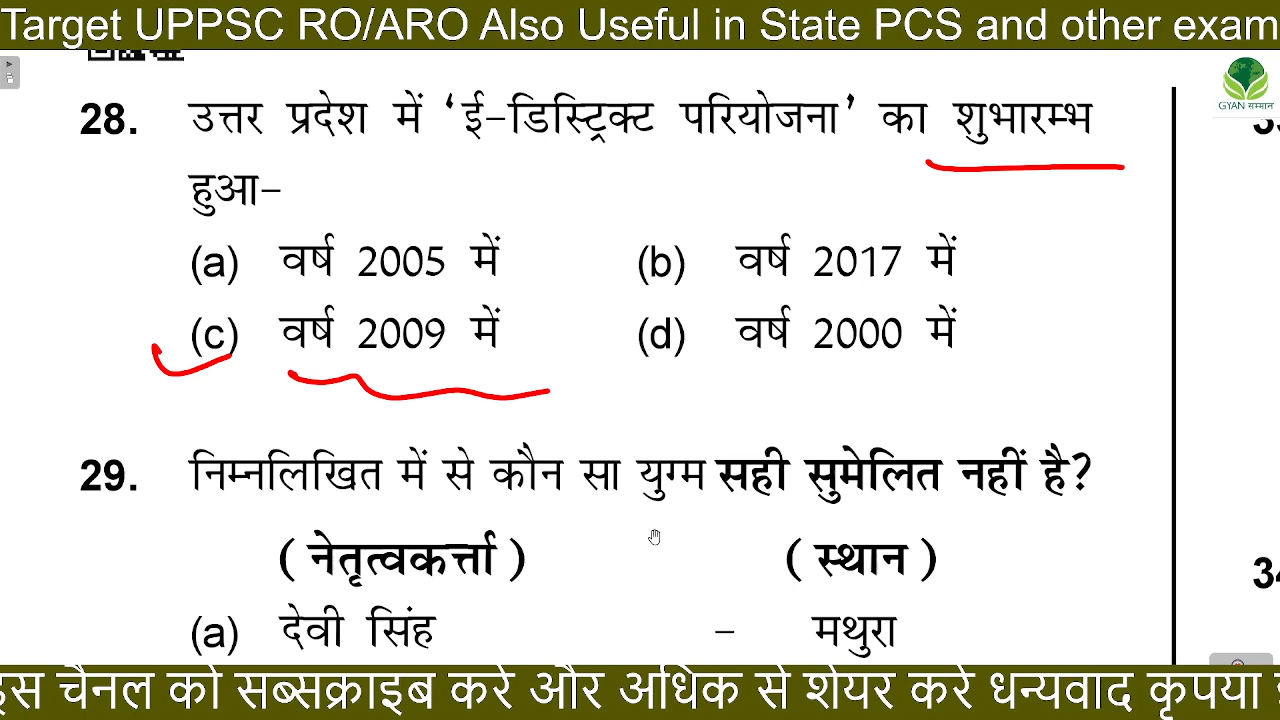 Target UPPSC RO/ARO Also Useful in State PCS and other exam
GYAN सम्मान
28. उत्तर प्रदेश में ‘ई-डिस्ट्रिक्ट परियोजना’ का शुभारम्भ
हुआ-
(a) वर्ष 2005 में (b) वर्ष 2017 में
(c) वर्ष 2009 में (d) वर्ष 2000 में
29. निम्नलिखित में से कौन सा युग्म सही सुमेलित नहीं है?
(नेतृत्वकर्त्ता) (स्थान)
(a) देवी सिंह - मथुरा
इस चैनल को सब्सक्राइब करे और अधिक से शेयर करे धन्यवाद कृपया